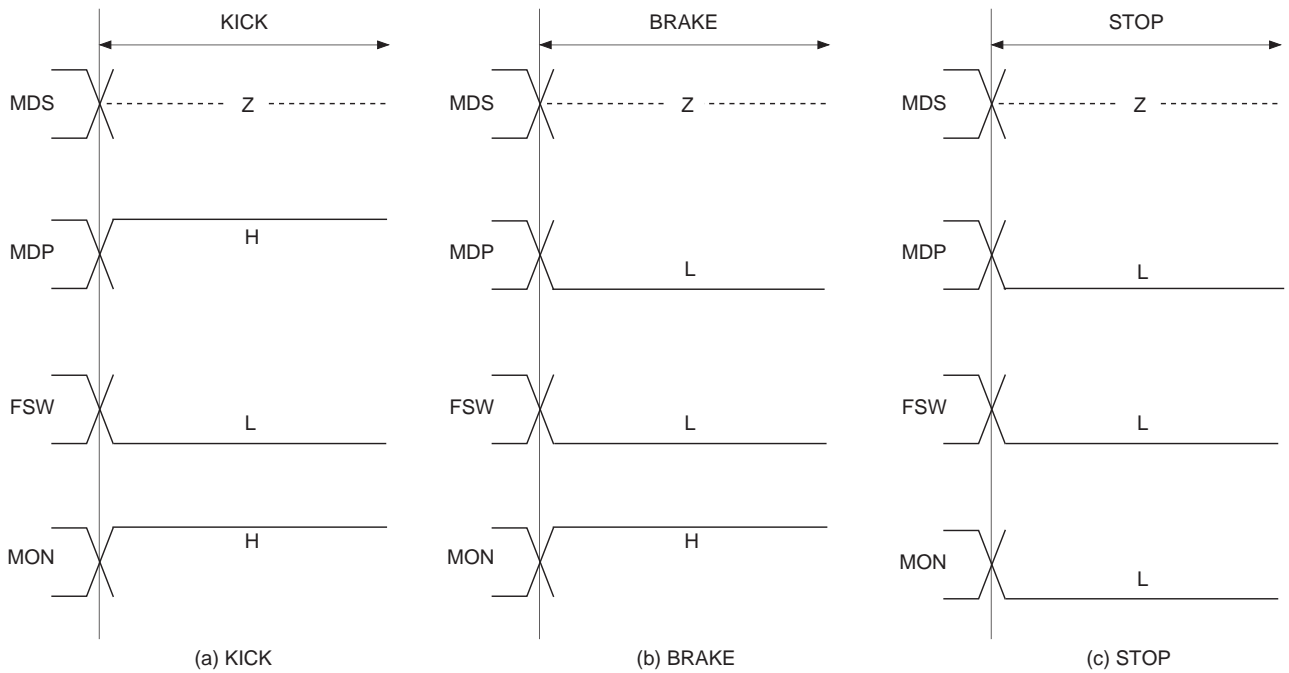 KICK
MDS
Z
MDP
H
FSW
L
MON
H
(a) KICK
BRAKE
MDS
Z
MDP
L
FSW
L
MON
H
(b) BRAKE
STOP
MDS
Z
MDP
L
FSW
L
MON
L
(c) STOP